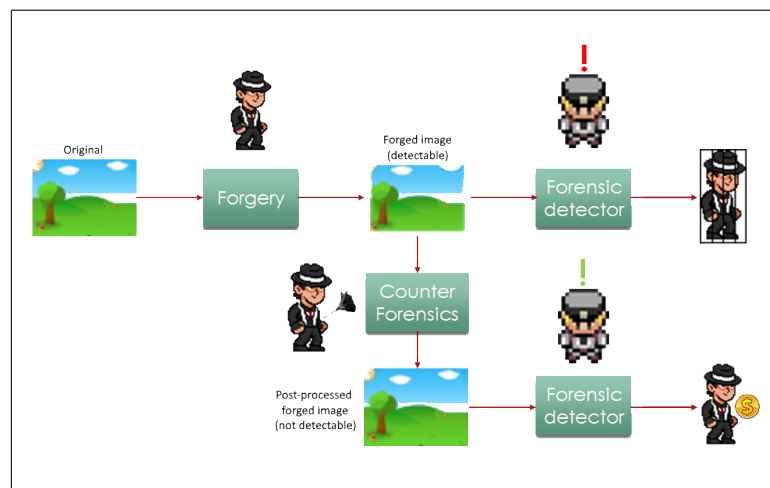 Original
Forgery
Forged image
(detectable)
!
Forensic
detector
Counter
Forensics
!
Post-processed
forged image
(not detectable)
Forensic
detector
$